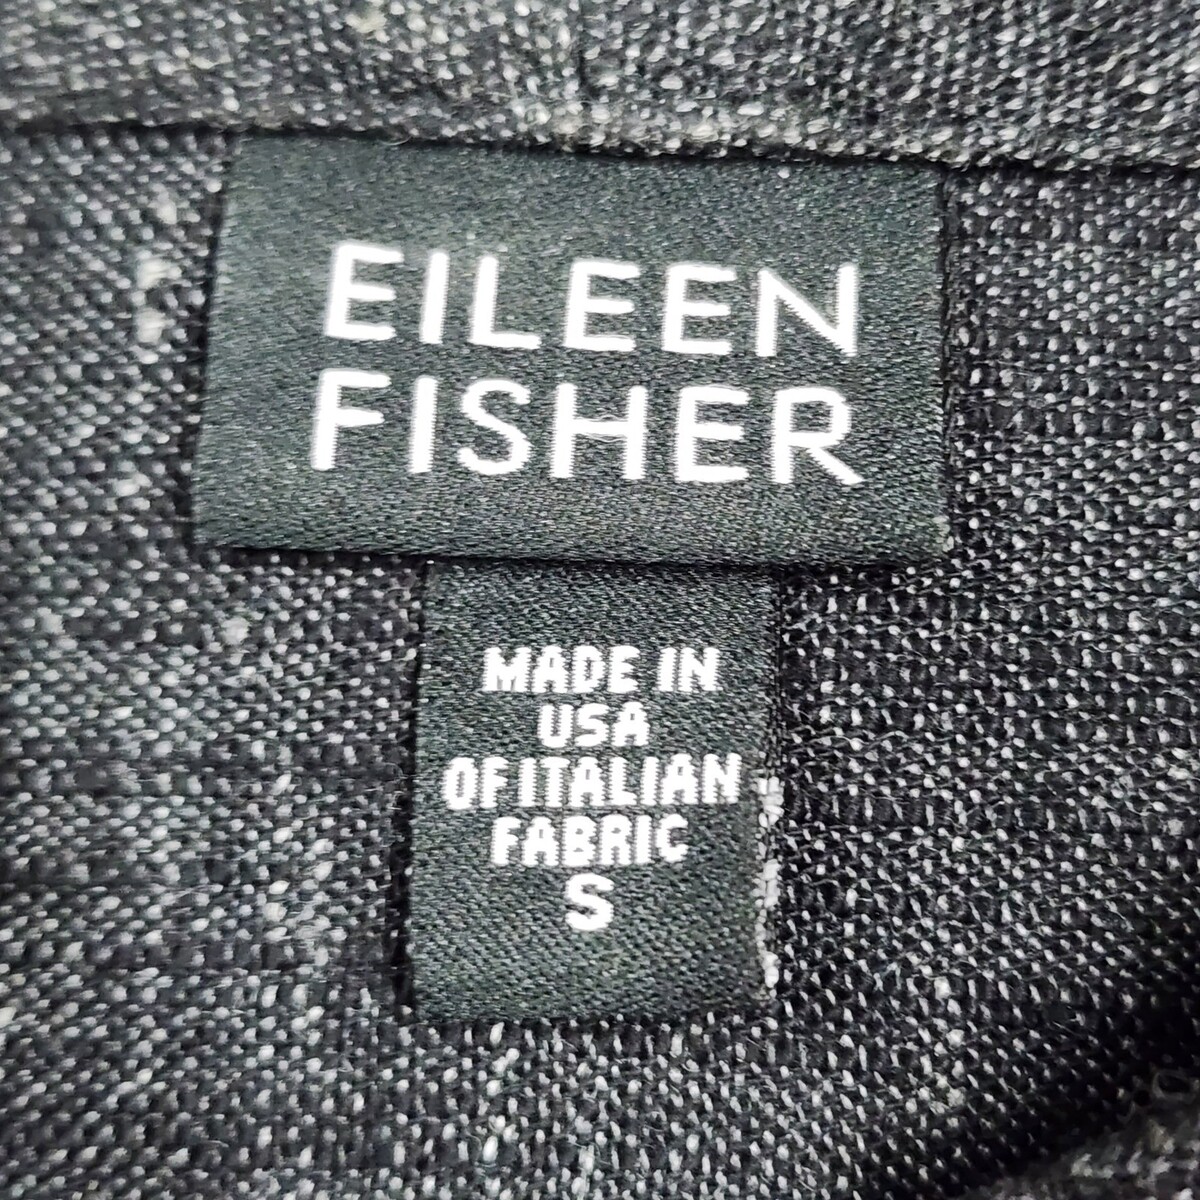 EILEEN
FISHER
MADE IN
USA
OF ITALIAN
FABRIC
S